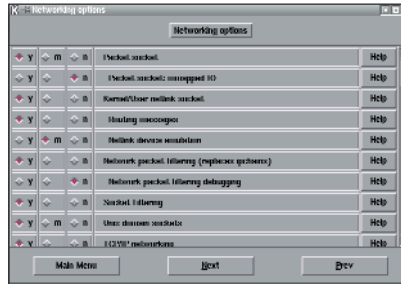 Networking options
Networking options
y m n Packet socket Help
y n Packet socket: mmapped IO Help
y n Kernel/User netlink socket Help
y n Routing messages Help
y m n Netlink device emulation Help
y n Network packet filtering (replaces ipchains) Help
y n Network packet filtering debugging Help
y n Socket Filtering Help
y m n Unix domain sockets Help
y n TCP/IP networking Help
Main Menu Next Prev